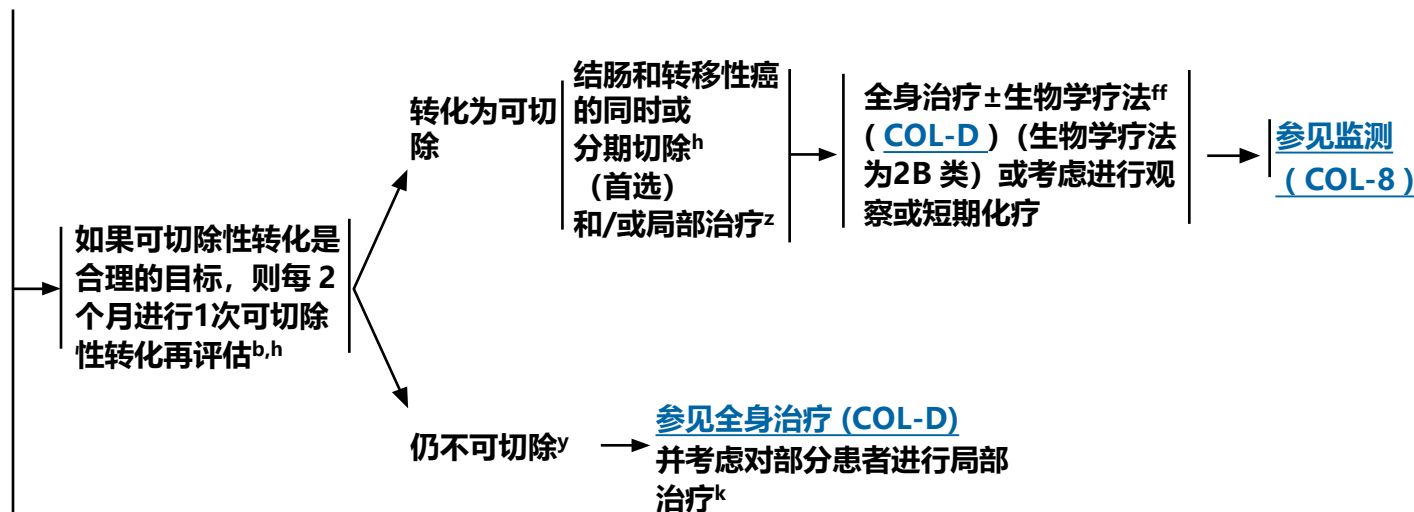 如果可切除性转化是
合理的目标，则每 2
个月进行1次可切除
性转化再评估b,h
转化为可切
除
结肠和转移性癌
的同时或
分期切除h
（首选）
和/或局部治疗z
全身治疗±生物学疗法ff
( COL-D )（生物学疗法
为2B 类）或考虑进行观
察或短期化疗
参见监测
( COL-8 )
仍不可切除y
参见全身治疗 (COL-D)
并考虑对部分患者进行局部
治疗k